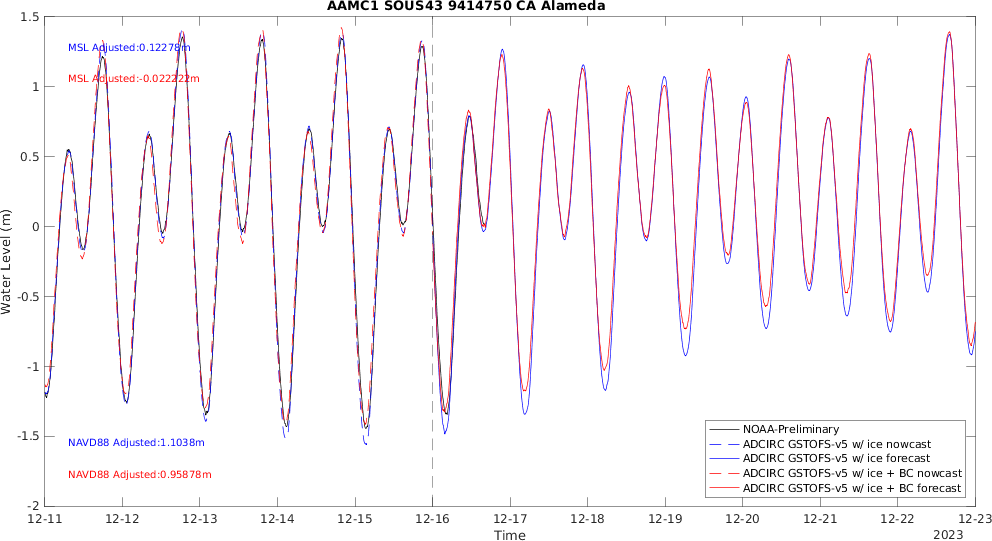 AAMC1 SOUS43 9414750 CA Alameda
1.5
1
0.5
0
-0.5
-1
-1.5
-2
Water Level (m)
MSL Adjusted:0.12278m
MSL Adjusted:-0.022222m
NAVD88 Adjusted:1.1038m
NAVD88 Adjusted:0.95878m
NOAA-Preliminary
ADCIRC GSTOFS-v5 w/ ice nowcast
ADCIRC GSTOFS-v5 w/ ice forecast
ADCIRC GSTOFS-v5 w/ ice + BC nowcast
ADCIRC GSTOFS-v5 w/ ice + BC forecast
12-11 12-12 12-13 12-14 12-15 12-16 12-17 12-18 12-19 12-20 12-21 12-22 12-23
Time
2023